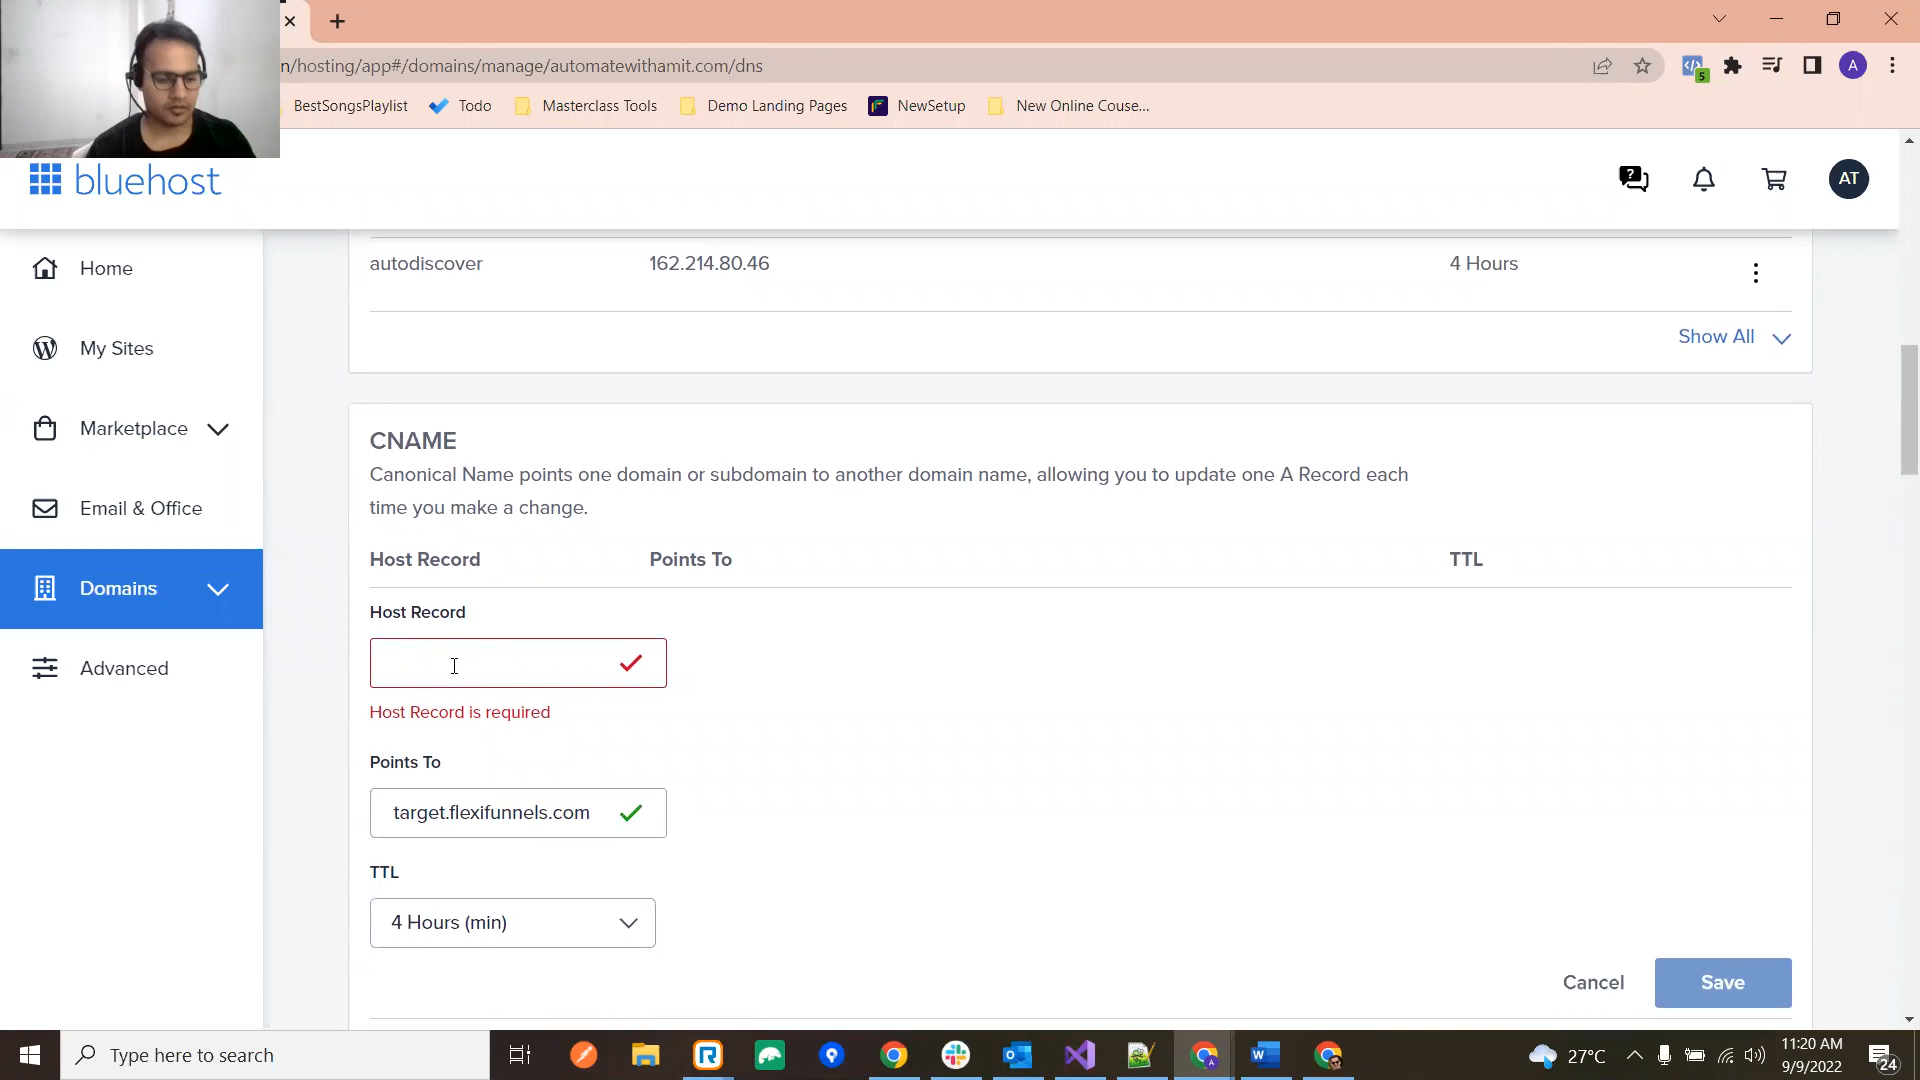 n/hosting/app#/domains/manage/automatewithamit.com/dns
5
A
BestSongsPlaylist
Todo
Masterclass Tools
Demo Landing Pages
NewSetup
New Online Couse...
bluehost
AT
Home
My Sites
Marketplace
Email & Office
Domains
Advanced
autodiscover 162.214.80.46 4 Hours
Show All
CNAME
Canonical Name points one domain or subdomain to another domain name, allowing you to update one A Record each
time you make a change.
Host Record Points To TTL
Host Record
Host Record is required
Points To
target.flexifunnels.com
TTL
4 Hours (min)
Cancel
Save
Type here to search
27°C
11:20 AM
9/9/2022
24